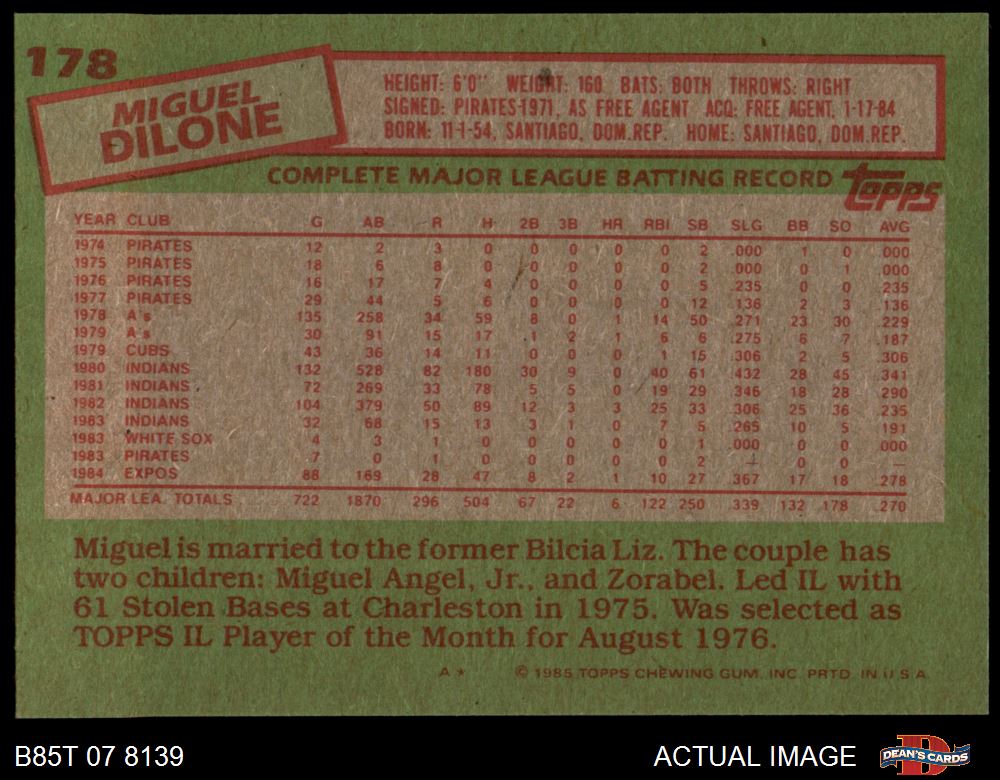 178
MIGUEL
DILONE
HEIGHT: 6'0" WEIGHT: 160 BATS: BOTH THROWS: RIGHT
SIGNED: PIRATES-1971, AS FREE AGENT ACQ: FREE AGENT, 1-17-84
BORN: 11-1-54, SANTIAGO, DOM.REP. HOME: SANTIAGO, DOM.REP.
COMPLETE MAJOR LEAGUE BATTING RECORD topps
YEAR CLUB G AB R H 2B 3B HR RBI SB SLG BB SO AVG
1974 PIRATES 12 2 3 0 0 0 0 0 2 .000 1 0 .000
1975 PIRATES 18 6 8 0 0 0 0 0 2 .000 0 1 .000
1976 PIRATES 16 17 7 4 0 0 0 0 5 .235 0 0 .235
1977 PIRATES 29 44 5 6 0 0 0 0 12 .136 2 3 .136
1978 A's 135 258 34 59 8 0 1 14 50 .271 23 30 .229
1979 A's 30 91 15 17 1 2 1 6 6 .275 6 7 .187
1979 CUBS 43 36 14 11 0 0 0 1 15 .306 2 5 .306
1980 INDIANS 132 528 82 180 30 9 0 40 61 .432 28 45 .341
1981 INDIANS 72 269 33 78 5 5 0 19 29 .346 18 28 .290
1982 INDIANS 104 379 50 89 12 3 3 25 33 .306 25 36 .235
1983 INDIANS 32 68 15 13 3 1 0 7 5 .265 10 5 .191
1983 WHITE SOX 4 3 1 0 0 0 0 0 1 .000 0 0 .000
1983 PIRATES 7 0 1 0 0 0 0 0 2 — 0 0 —
1984 EXPOS 88 169 28 47 8 2 1 10 27 .367 17 18 .278
MAJOR LEA. TOTALS 722 1870 296 504 67 22 6 122 250 .339 132 178 .270
Miguel is married to the former Bilcia Liz. The couple has
two children: Miguel Angel, Jr., and Zorabel. Led IL with
61 Stolen Bases at Charleston in 1975. Was selected as
TOPPS IL Player of the Month for August 1976.
A* © 1985 TOPPS CHEWING GUM, INC. PRTD. IN U.S.A.
B85T 07 8139 ACTUAL IMAGE DEAN'S CARDS